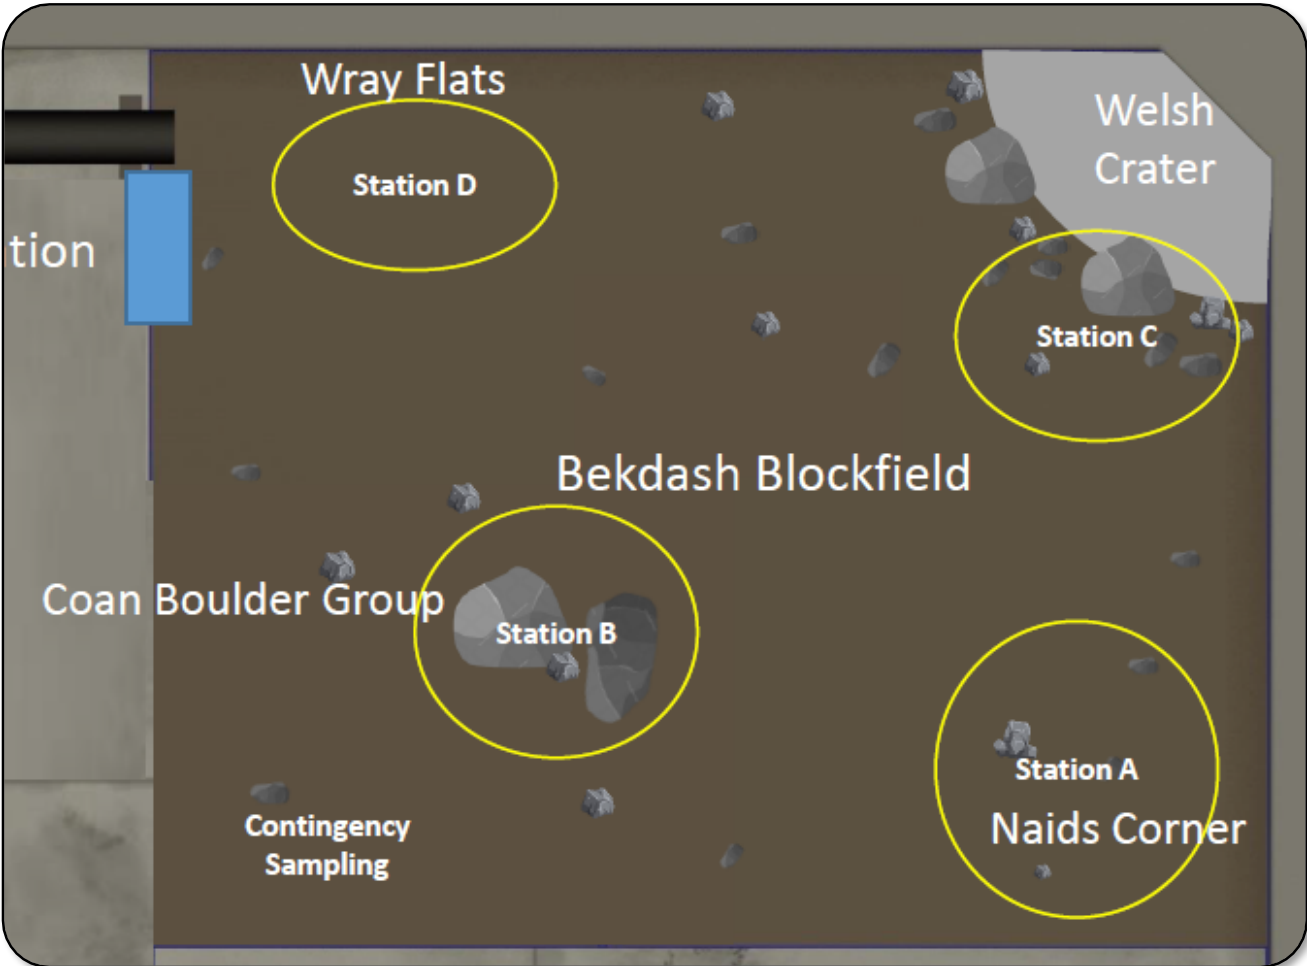 Wray Flats
Station D
Welsh
Crater
tion
Station C
Bekdash Blockfield
Coan Boulder Group
Station B
Station A
Naids Corner
Contingency
Sampling